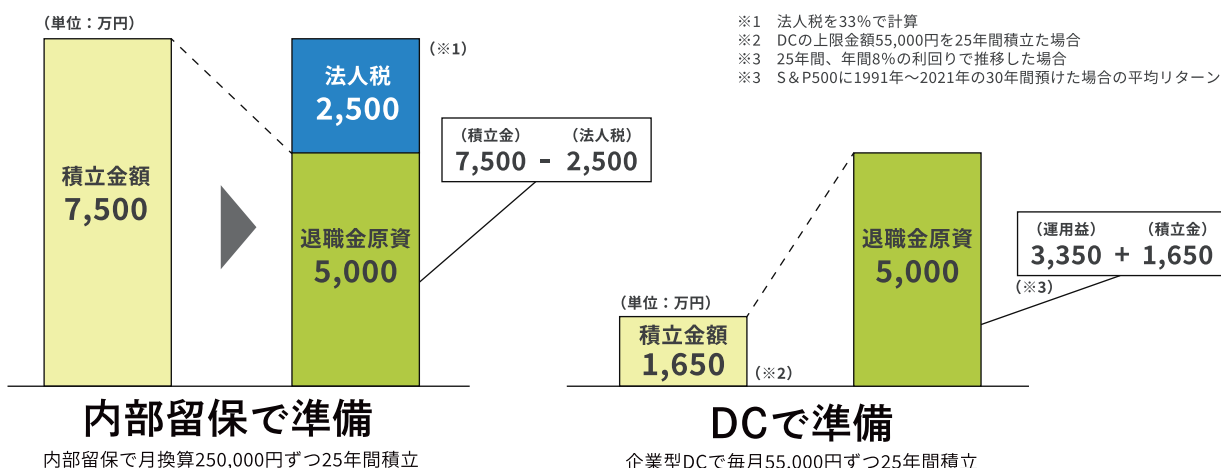 (単位：万円)
積立金額
7,500
法人税
2,500
(※1)
退職金原資
5,000
(積立金) (法人税)
7,500 - 2,500
内部留保で準備
内部留保で月換算250,000円ずつ25年間積立
※1 法人税を33%で計算
※2 DCの上限金額55,000円を25年間積立た場合
※3 25年間、年間8%の利回りで推移した場合
※3 S＆P500に1991年〜2021年の30年間預けた場合の平均リターン
(単位：万円)
積立金額
1,650
(※2)
退職金原資
5,000
(運用益) (積立金)
3,350 + 1,650
(※3)
DCで準備
企業型DCで毎月55,000円ずつ25年間積立